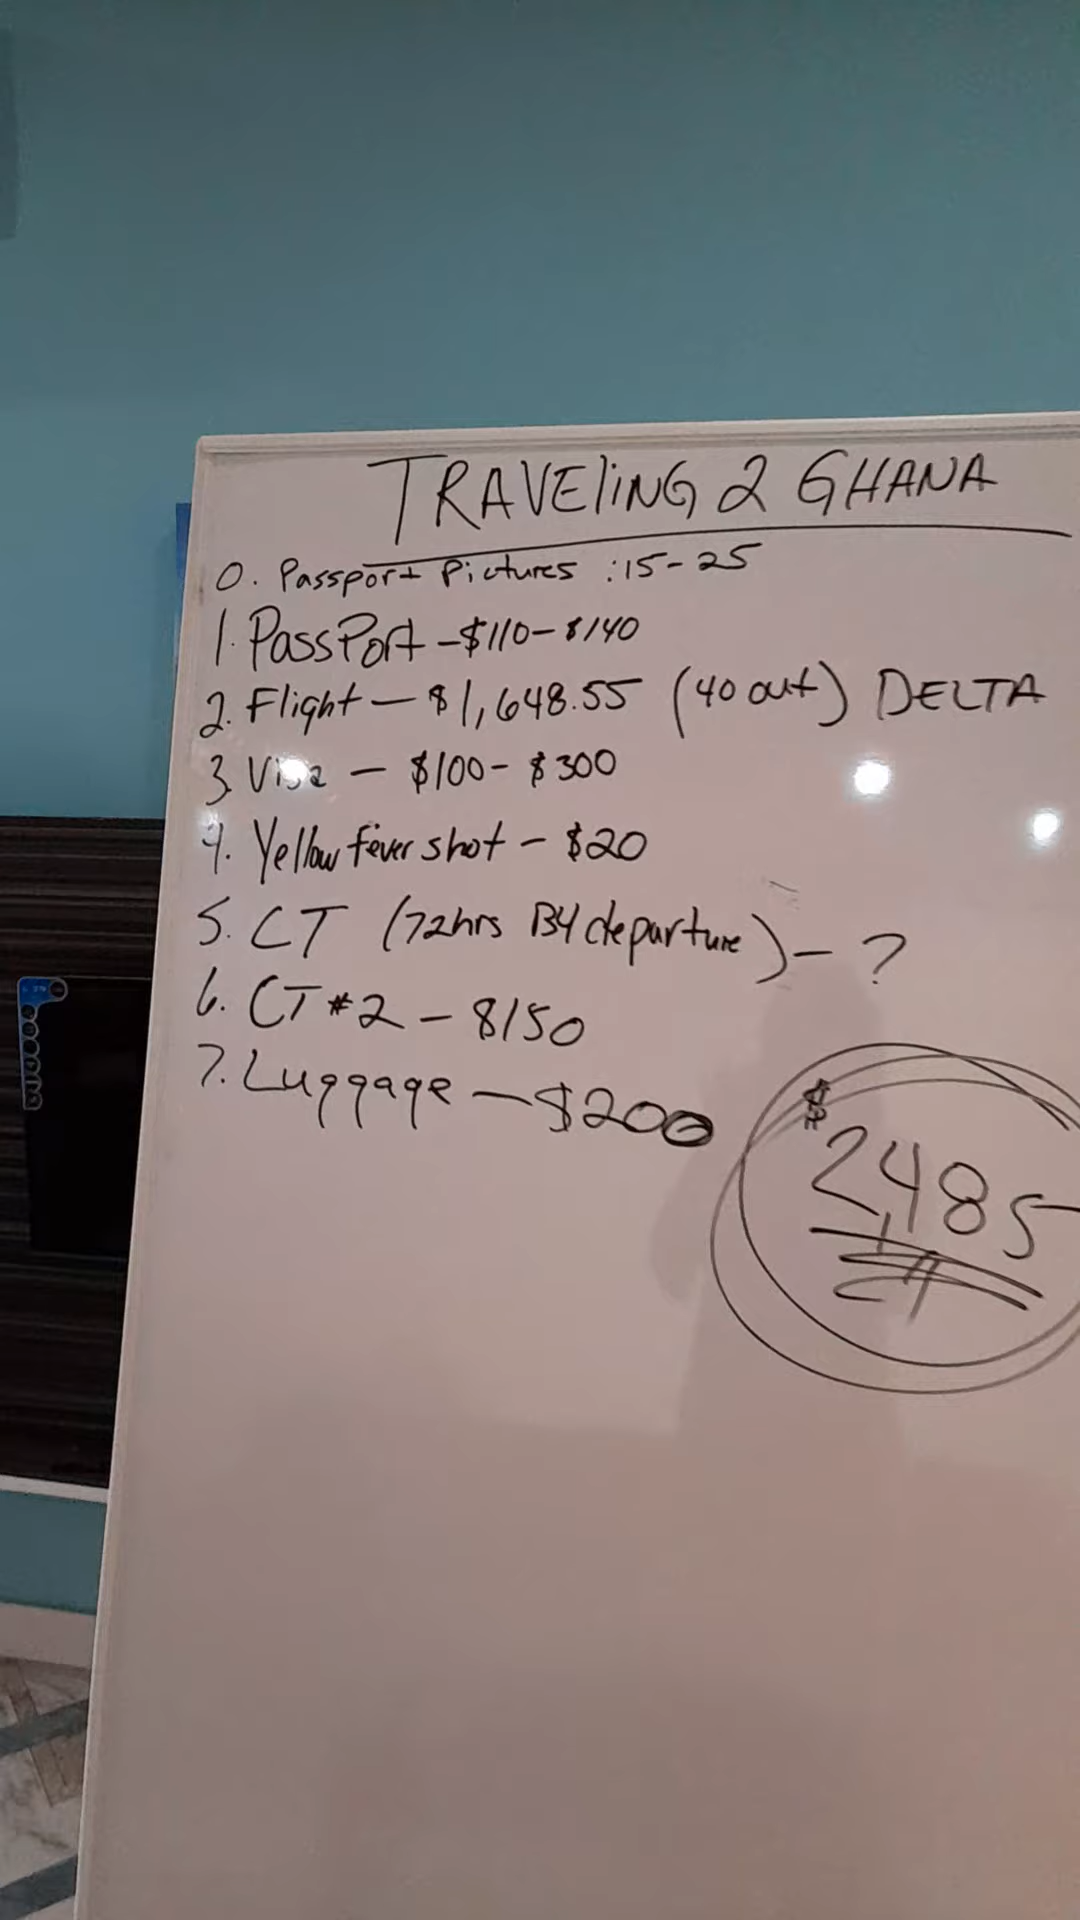 TRAVEliNG 2 GHANA
0. Passport Pictures :15-25
1. PassPort -$110-$140
2. Flight - $1,648.55 (40 out) DELTA
3. Visa - $100-$300
4. Yellow fever shot - $20
5. CT (72hrs B4 departure) - ?
6. CT #2 - $150
7. Luggage - $200
$2,485